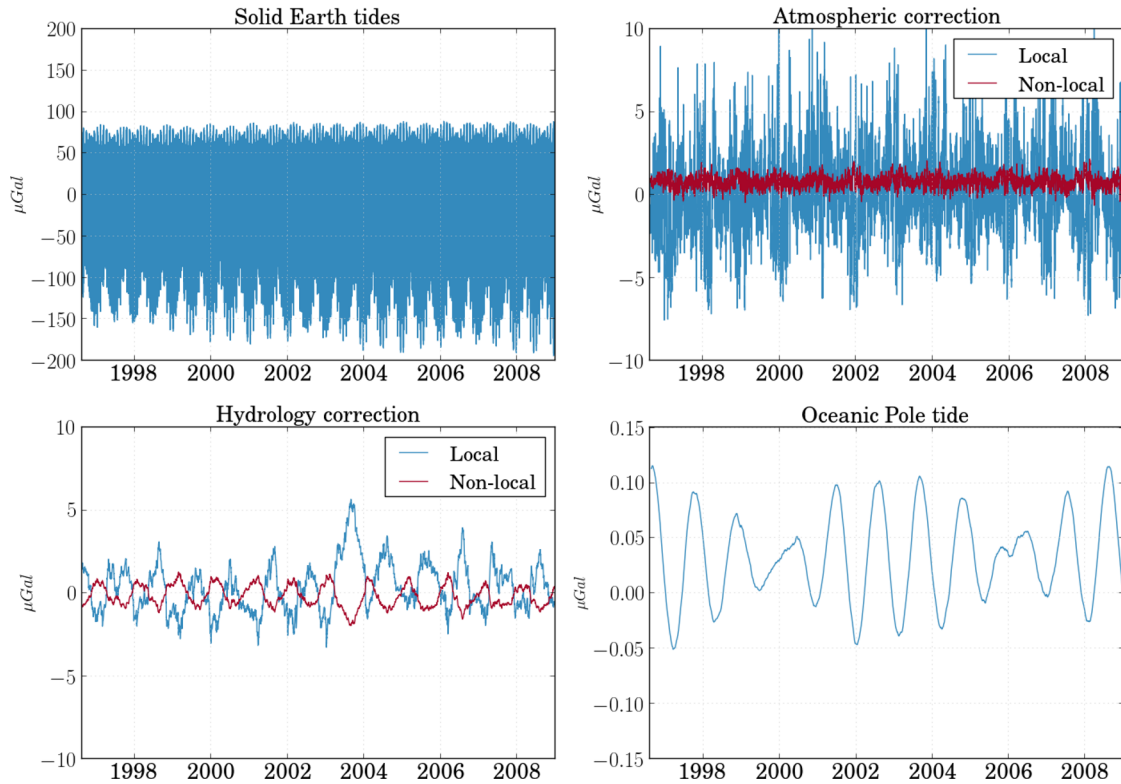 Solid Earth tides
200
150
100
50
0
−50
−100
−150
−200
μGal
1998 2000 2002 2004 2006 2008
Atmospheric correction
10
5
0
−5
−10
μGal
Local
Non-local
1998 2000 2002 2004 2006 2008
Hydrology correction
10
5
0
−5
−10
μGal
Local
Non-local
1998 2000 2002 2004 2006 2008
Oceanic Pole tide
0.15
0.10
0.05
0.00
−0.05
−0.10
−0.15
μGal
1998 2000 2002 2004 2006 2008